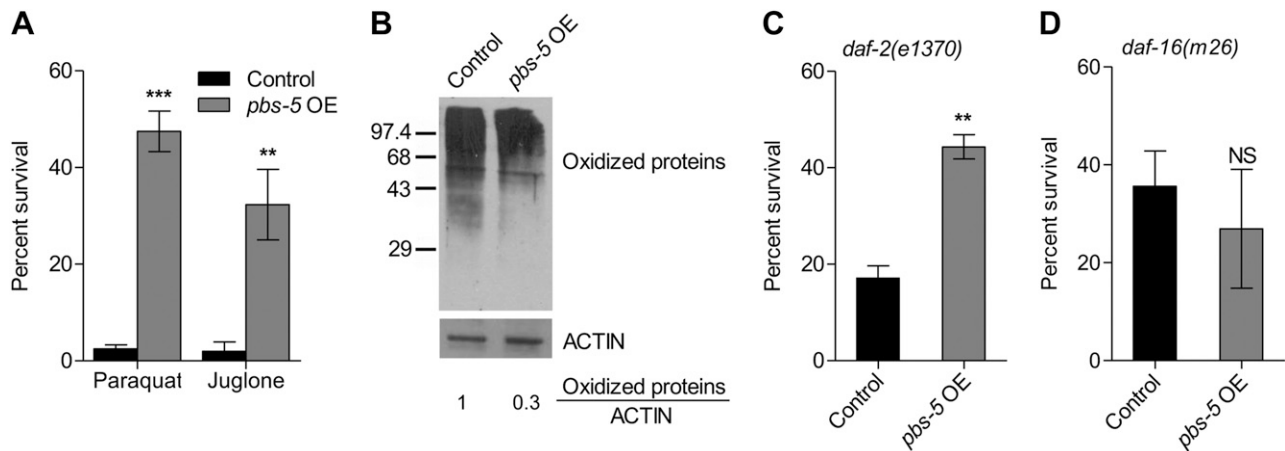 A
60
40
20
0
Percent survival
***
**
Control
pbs-5 OE
Paraquat
Juglone
B
Control
pbs-5 OE
97.4
68
43
29
Oxidized proteins
ACTIN
1
0.3
Oxidized proteins
ACTIN
C
daf-2(e1370)
60
40
20
0
Percent survival
**
Control
pbs-5 OE
D
daf-16(m26)
60
40
20
0
Percent survival
NS
Control
pbs-5 OE